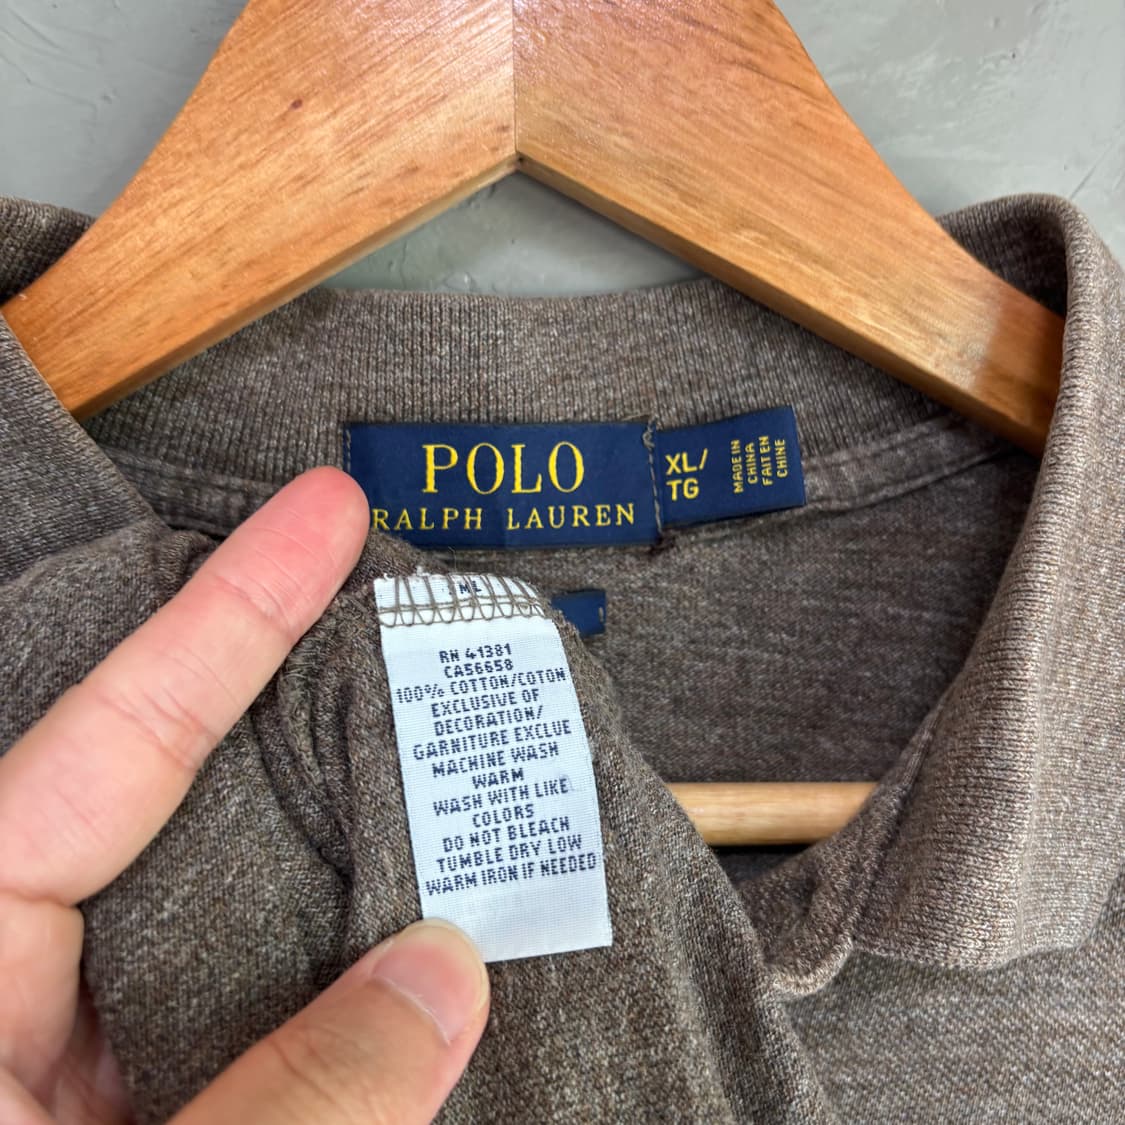 POLO
RALPH LAUREN
XL/
TG
MADE IN
CHINA
FAIT EN
CHINE
RN 41381
CA56658
100% COTTON/COTON
EXCLUSIVE OF
DECORATION/
GARNITURE EXCLUE
MACHINE WASH
WARM
WASH WITH LIKE
COLORS
DO NOT BLEACH
TUMBLE DRY LOW
WARM IRON IF NEEDED